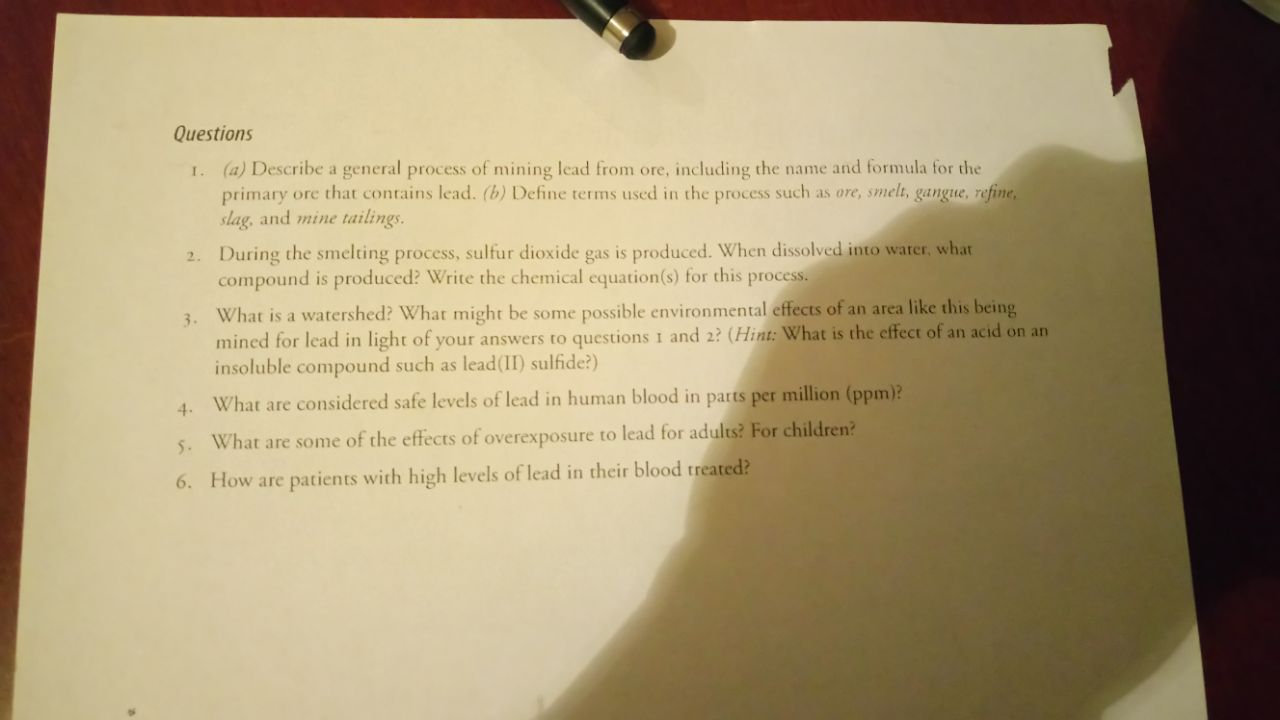 Questions
1. (a) Describe a general process of mining lead from ore, including the name and formula for the
primary ore that contains lead. (b) Define terms used in the process such as ore, smelt, gangue, refine,
slag, and mine tailings.
2. During the smelting process, sulfur dioxide gas is produced. When dissolved into water, what
compound is produced? Write the chemical equation(s) for this process.
3. What is a watershed? What might be some possible environmental effects of an area like this being
mined for lead in light of your answers to questions 1 and 2? (Hint: What is the effect of an acid on an
insoluble compound such as lead(II) sulfide?)
4. What are considered safe levels of lead in human blood in parts per million (ppm)?
5. What are some of the effects of overexposure to lead for adults? For children?
6. How are patients with high levels of lead in their blood treated?